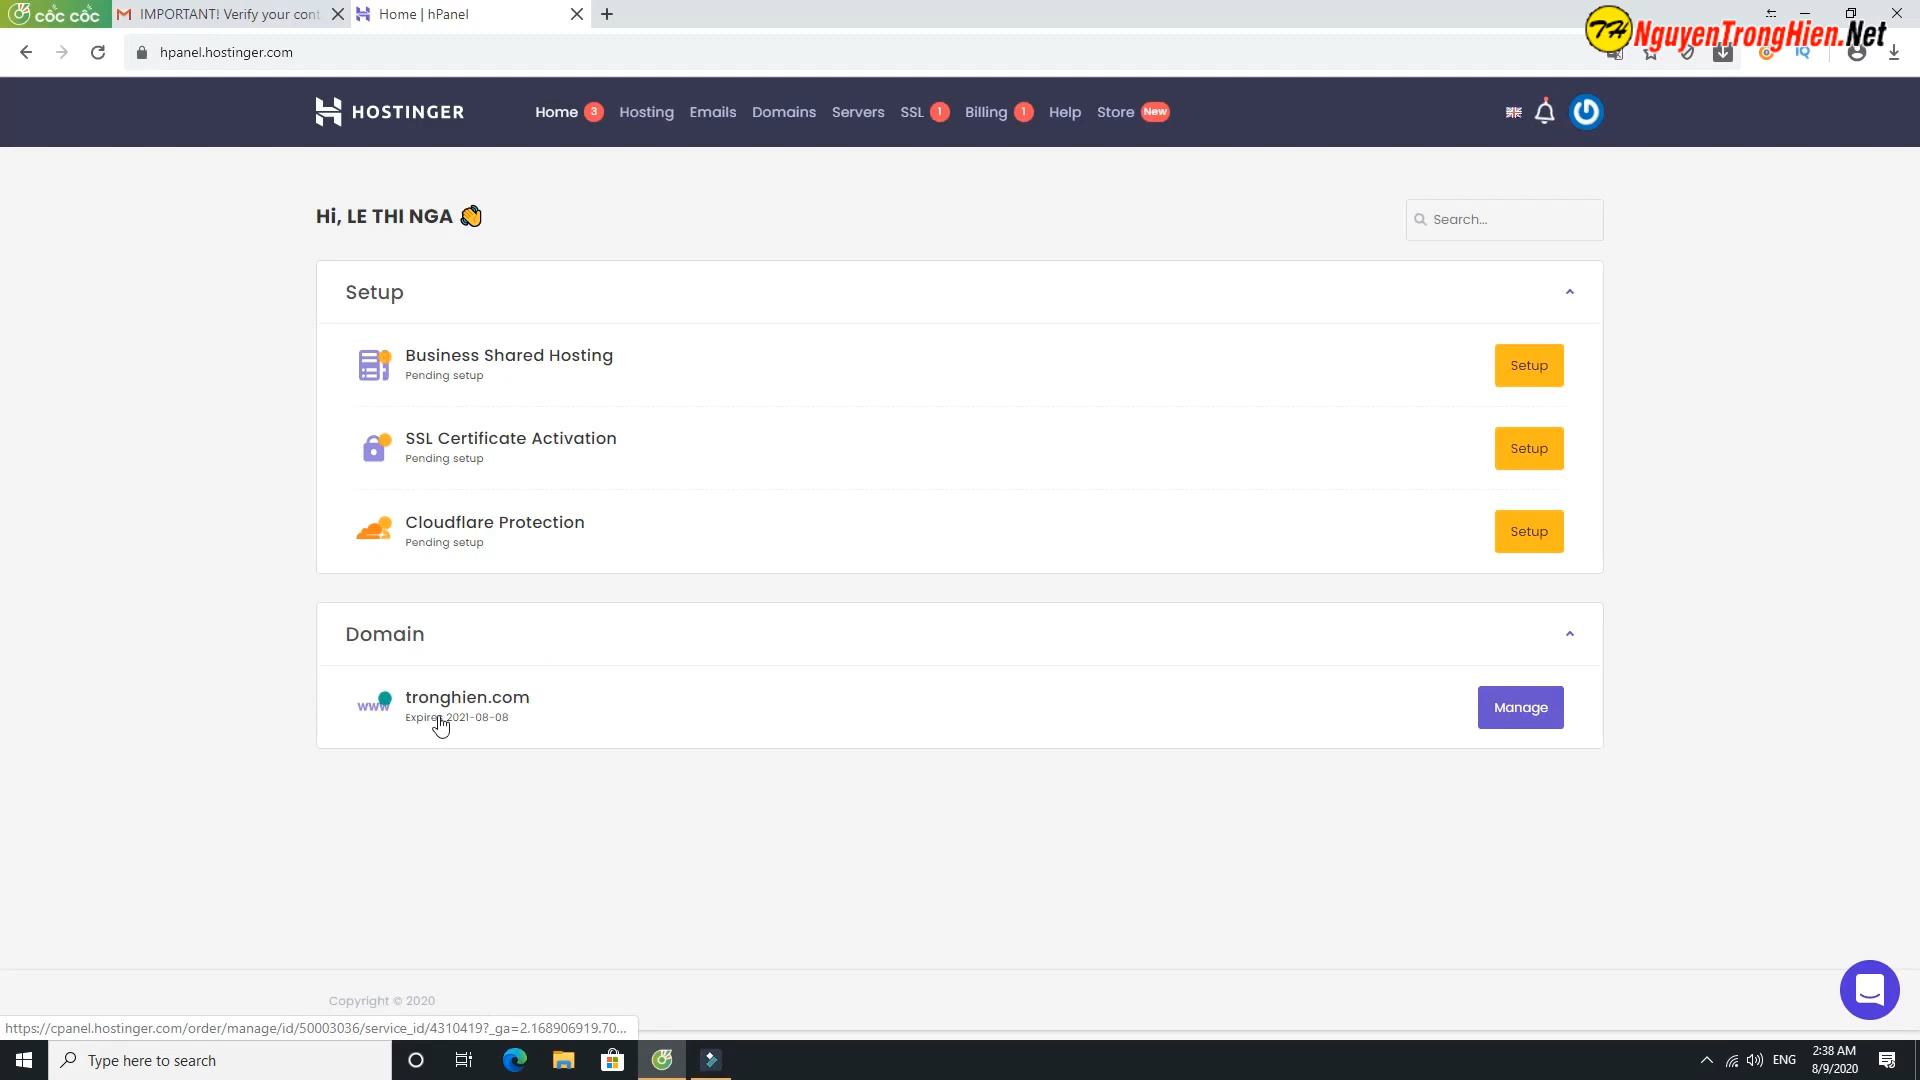 cốc cốc
IMPORTANT! Verify your cont
Home | hPanel
hpanel.hostinger.com
TH NguyenTrongHien.Net
HOSTINGER
Home 3 Hosting Emails Domains Servers SSL 1 Billing 1 Help Store New
Hi, LE THI NGA
Search...
Setup
Business Shared Hosting
Pending setup
Setup
SSL Certificate Activation
Pending setup
Setup
Cloudflare Protection
Pending setup
Setup
Domain
www
tronghien.com
Expires 2021-08-08
Manage
Copyright © 2020
https://cpanel.hostinger.com/order/manage/id/50003036/service_id/4310419?_ga=2.168906919.70...
Type here to search
ENG
2:38 AM
8/9/2020